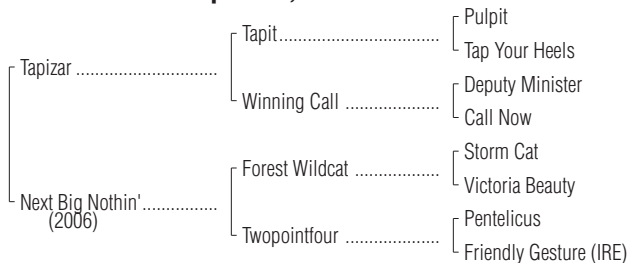 Pulpit
Tapit
Tap Your Heels
Tapizar
Deputy Minister
Winning Call
Call Now
Storm Cat
Forest Wildcat
Victoria Beauty
Next Big Nothin'
(2006)
Pentelicus
Twopointfour
Friendly Gesture (IRE)